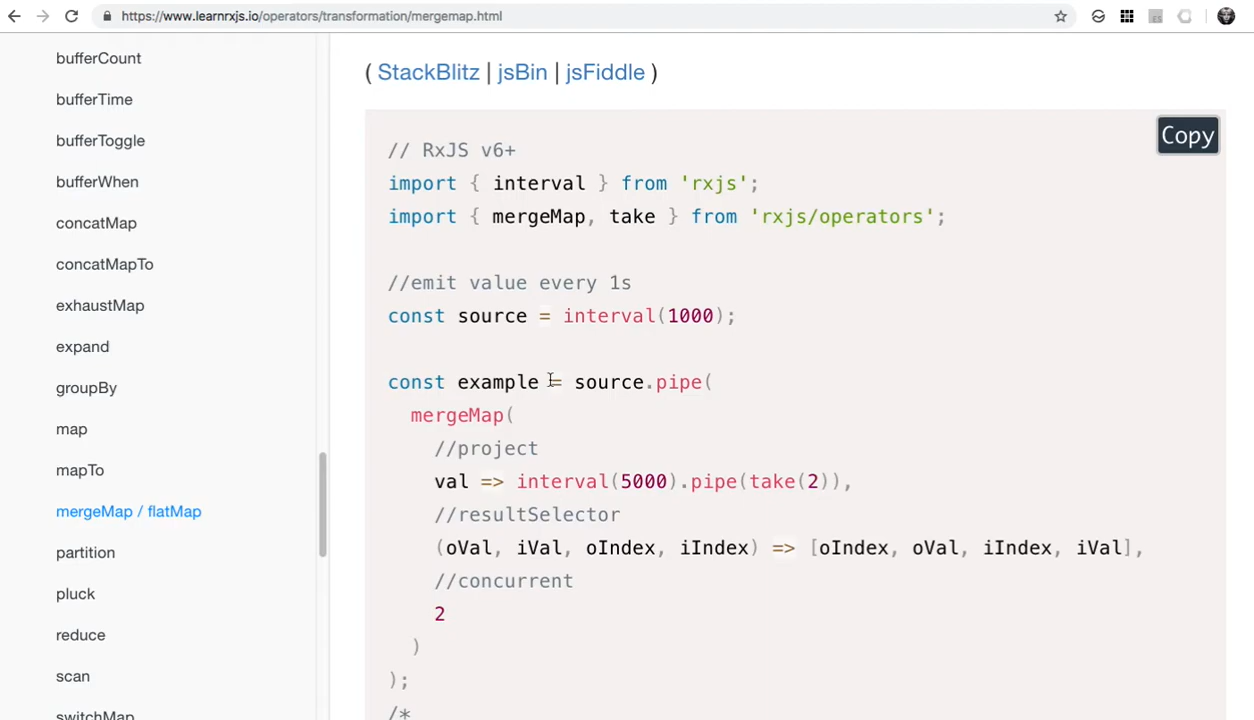 https://www.learnrxjs.io/operators/transformation/mergemap.html
bufferCount
bufferTime
bufferToggle
bufferWhen
concatMap
concatMapTo
exhaustMap
expand
groupBy
map
mapTo
mergeMap / flatMap
partition
pluck
reduce
scan
switchMap
( StackBlitz | jsBin | jsFiddle )
Copy
// RxJS v6+
import { interval } from 'rxjs';
import { mergeMap, take } from 'rxjs/operators';
//emit value every 1s
const source = interval(1000);
const example = source.pipe(
mergeMap(
//project
val => interval(5000).pipe(take(2)),
//resultSelector
(oVal, iVal, oIndex, iIndex) => [oIndex, oVal, iIndex, iVal],
//concurrent
2
)
);
/*